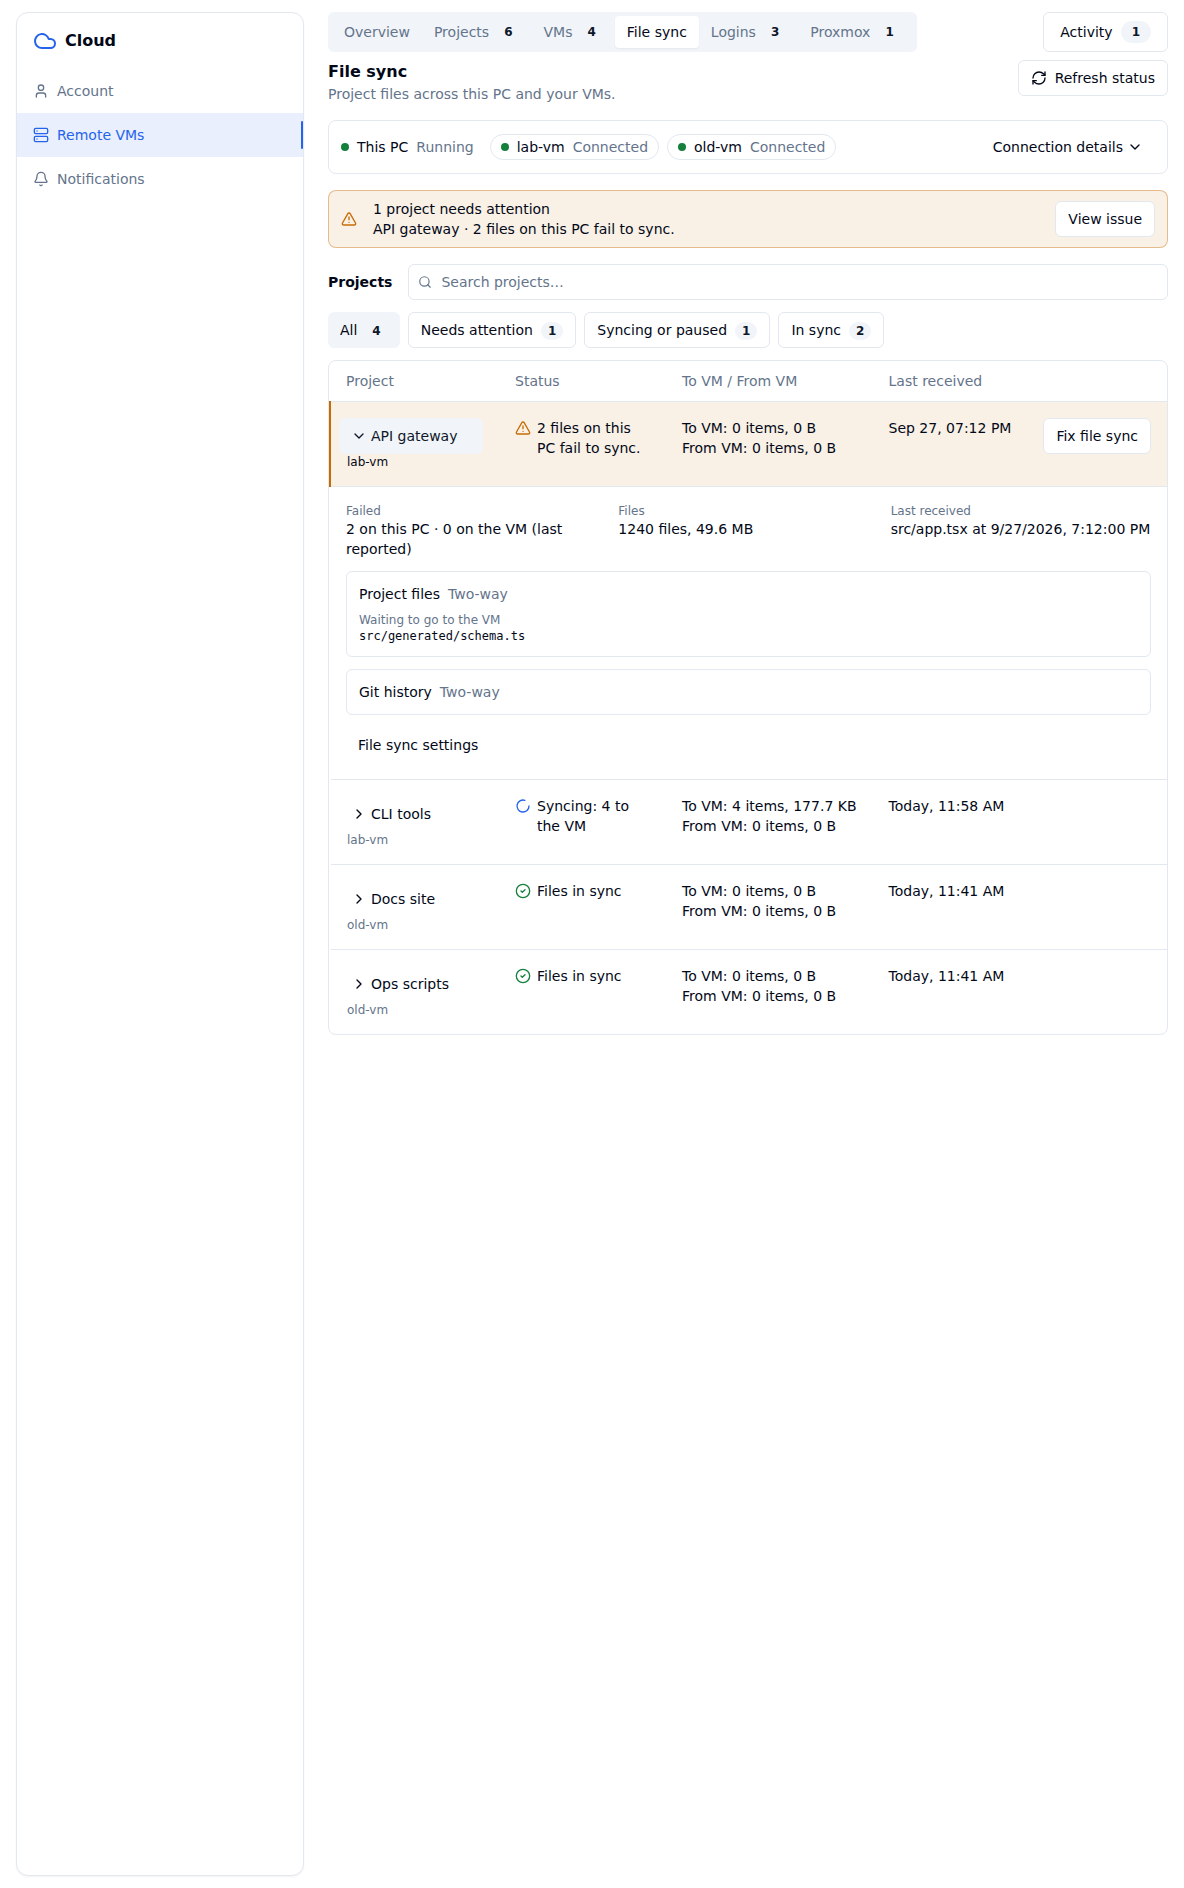 Cloud
Account
Remote VMs
Notifications
Overview Projects 6 VMs 4 File sync Logins 3 Proxmox 1 Activity 1
File sync
Project files across this PC and your VMs.
Refresh status
This PC Running lab-vm Connected old-vm Connected Connection details
1 project needs attention
API gateway · 2 files on this PC fail to sync.
View issue
Projects Search projects...
All 4 Needs attention 1 Syncing or paused 1 In sync 2
Project Status To VM / From VM Last received
API gateway
lab-vm
2 files on this
PC fail to sync.
To VM: 0 items, 0 B
From VM: 0 items, 0 B
Sep 27, 07:12 PM
Fix file sync
Failed
2 on this PC · 0 on the VM (last
reported)
Files
1240 files, 49.6 MB
Last received
src/app.tsx at 9/27/2026, 7:12:00 PM
Project files Two-way
Waiting to go to the VM
src/generated/schema.ts
Git history Two-way
File sync settings
CLI tools
lab-vm
Syncing: 4 to
the VM
To VM: 4 items, 177.7 KB
From VM: 0 items, 0 B
Today, 11:58 AM
Docs site
old-vm
Files in sync
To VM: 0 items, 0 B
From VM: 0 items, 0 B
Today, 11:41 AM
Ops scripts
old-vm
Files in sync
To VM: 0 items, 0 B
From VM: 0 items, 0 B
Today, 11:41 AM